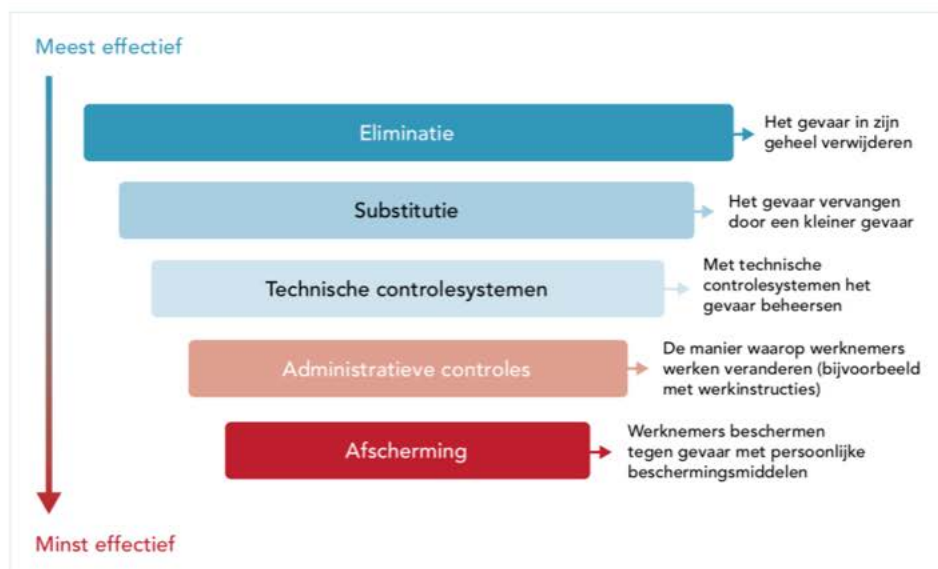 Meest effectief
Eliminatie
Het gevaar in zijn
geheel verwijderen
Substitutie
Het gevaar vervangen
door een kleiner gevaar
Technische controlesystemen
Met technische
controlesystemen het
gevaar beheersen
Administratieve controles
De manier waarop werknemers
werken veranderen (bijvoorbeeld
met werkinstructies)
Afscherming
Werknemers beschermen
tegen gevaar met persoonlijke
beschermingsmiddelen
Minst effectief